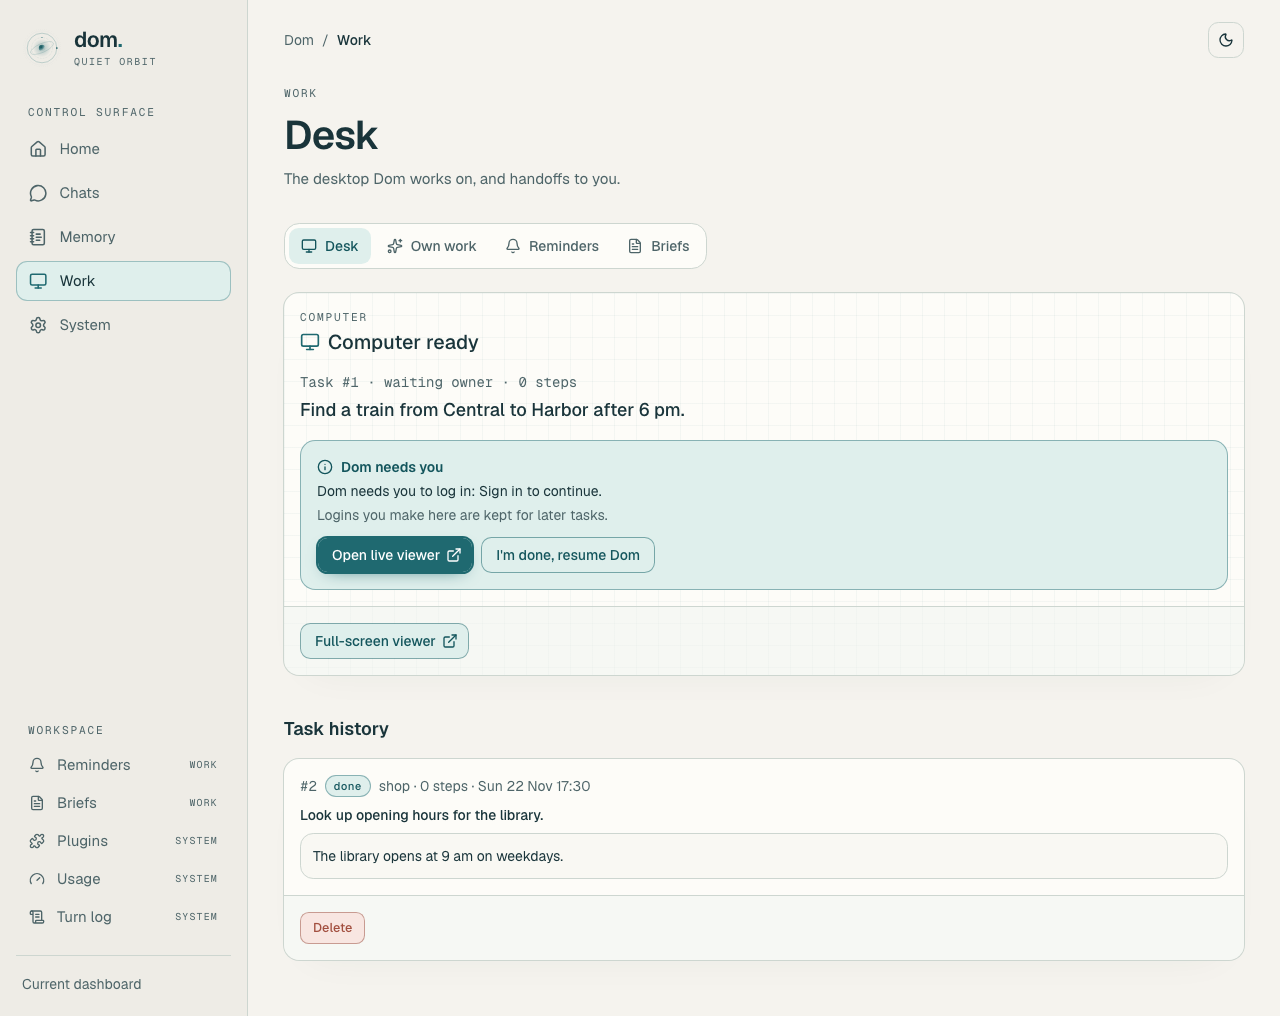 dom.
QUIET ORBIT
CONTROL SURFACE
Home
Chats
Memory
Work
System
WORKSPACE
Reminders WORK
Briefs WORK
Plugins SYSTEM
Usage SYSTEM
Turn log SYSTEM
Current dashboard
Dom / Work
WORK
Desk
The desktop Dom works on, and handoffs to you.
Desk Own work Reminders Briefs
COMPUTER
Computer ready
Task #1 · waiting owner · 0 steps
Find a train from Central to Harbor after 6 pm.
Dom needs you
Dom needs you to log in: Sign in to continue.
Logins you make here are kept for later tasks.
Open live viewer I'm done, resume Dom
Full-screen viewer
Task history
#2 done shop · 0 steps · Sun 22 Nov 17:30
Look up opening hours for the library.
The library opens at 9 am on weekdays.
Delete